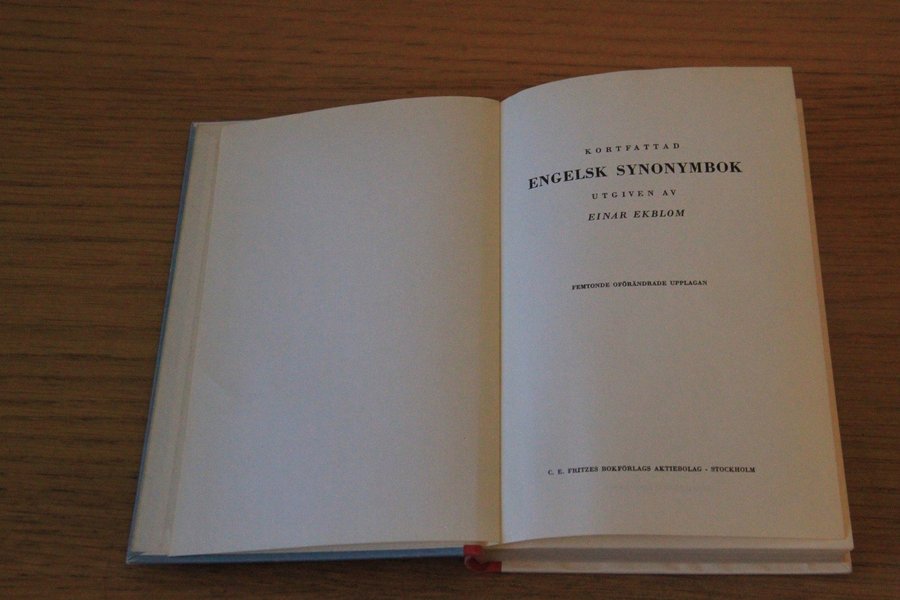 KORTFATTAD
ENGELSK SYNONYMBOK
UTGIVEN AV
EINAR EKBLOM
FEMTONDE OFÖRÄNDRADE UPPLAGAN
C. E. FRITZES BOKFÖRLAGS AKTIEBOLAG - STOCKHOLM